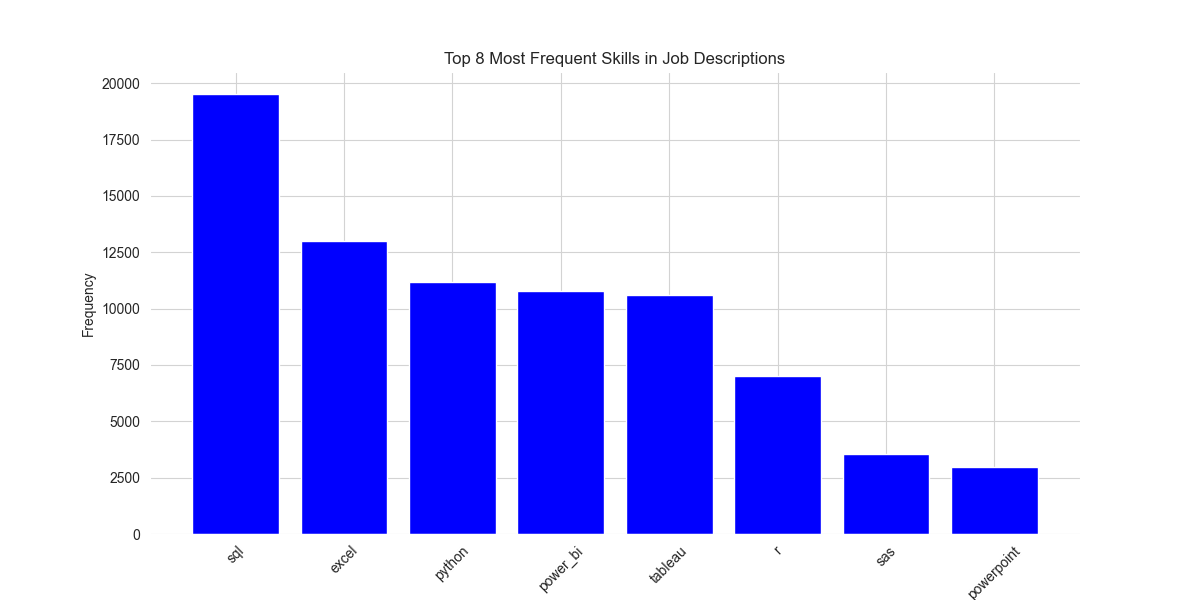 Top 8 Most Frequent Skills in Job Descriptions
20000
17500
15000
12500
10000
7500
5000
2500
0
Frequency
sql
excel
python
power_bi
tableau
r
sas
powerpoint